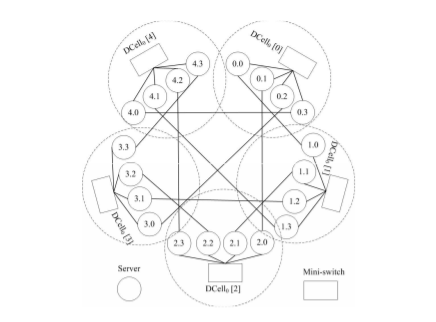 DCell₀ [4]
DCell₀ [0]
4.3
4.2
4.1
4.0
0.0
0.1
0.2
0.3
3.3
3.2
3.1
3.0
DCell₀ [3]
1.0
1.1
1.2
1.3
DCell₀ [1]
2.3
2.2
2.1
2.0
DCell₀ [2]
Server
Mini-switch